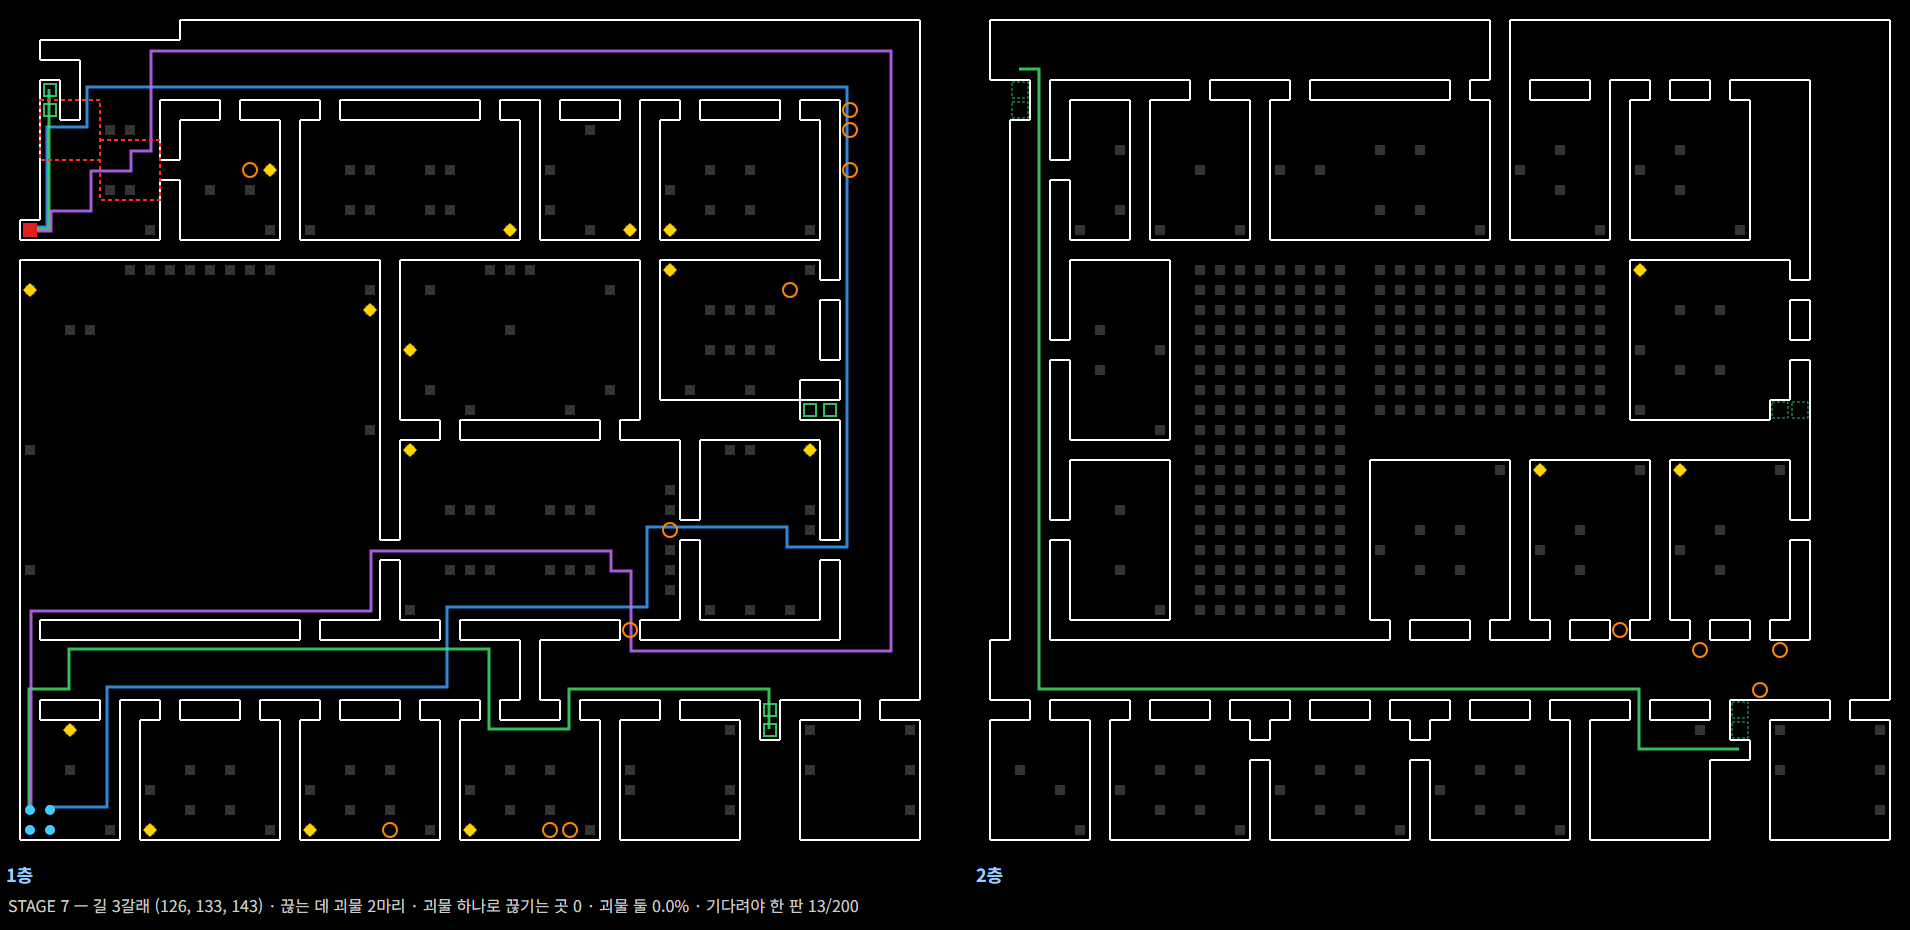 1층
2층
STAGE 7 — 길 3갈래 (126, 133, 143) · 끊는 데 괴물 2마리 · 괴물 하나로 끊기는 곳 0 · 괴물 둘 0.0% · 기다려야 한 판 13/200